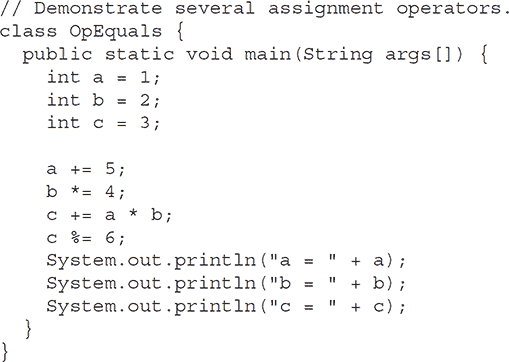 // Demonstrate several assignment operators.
class OpEquals {
  public static void main(String args[]) {
    int a = 1;
    int b = 2;
    int c = 3;

    a += 5;
    b *= 4;
    c += a * b;
    c %= 6;
    System.out.println("a = " + a);
    System.out.println("b = " + b);
    System.out.println("c = " + c);
  }
}